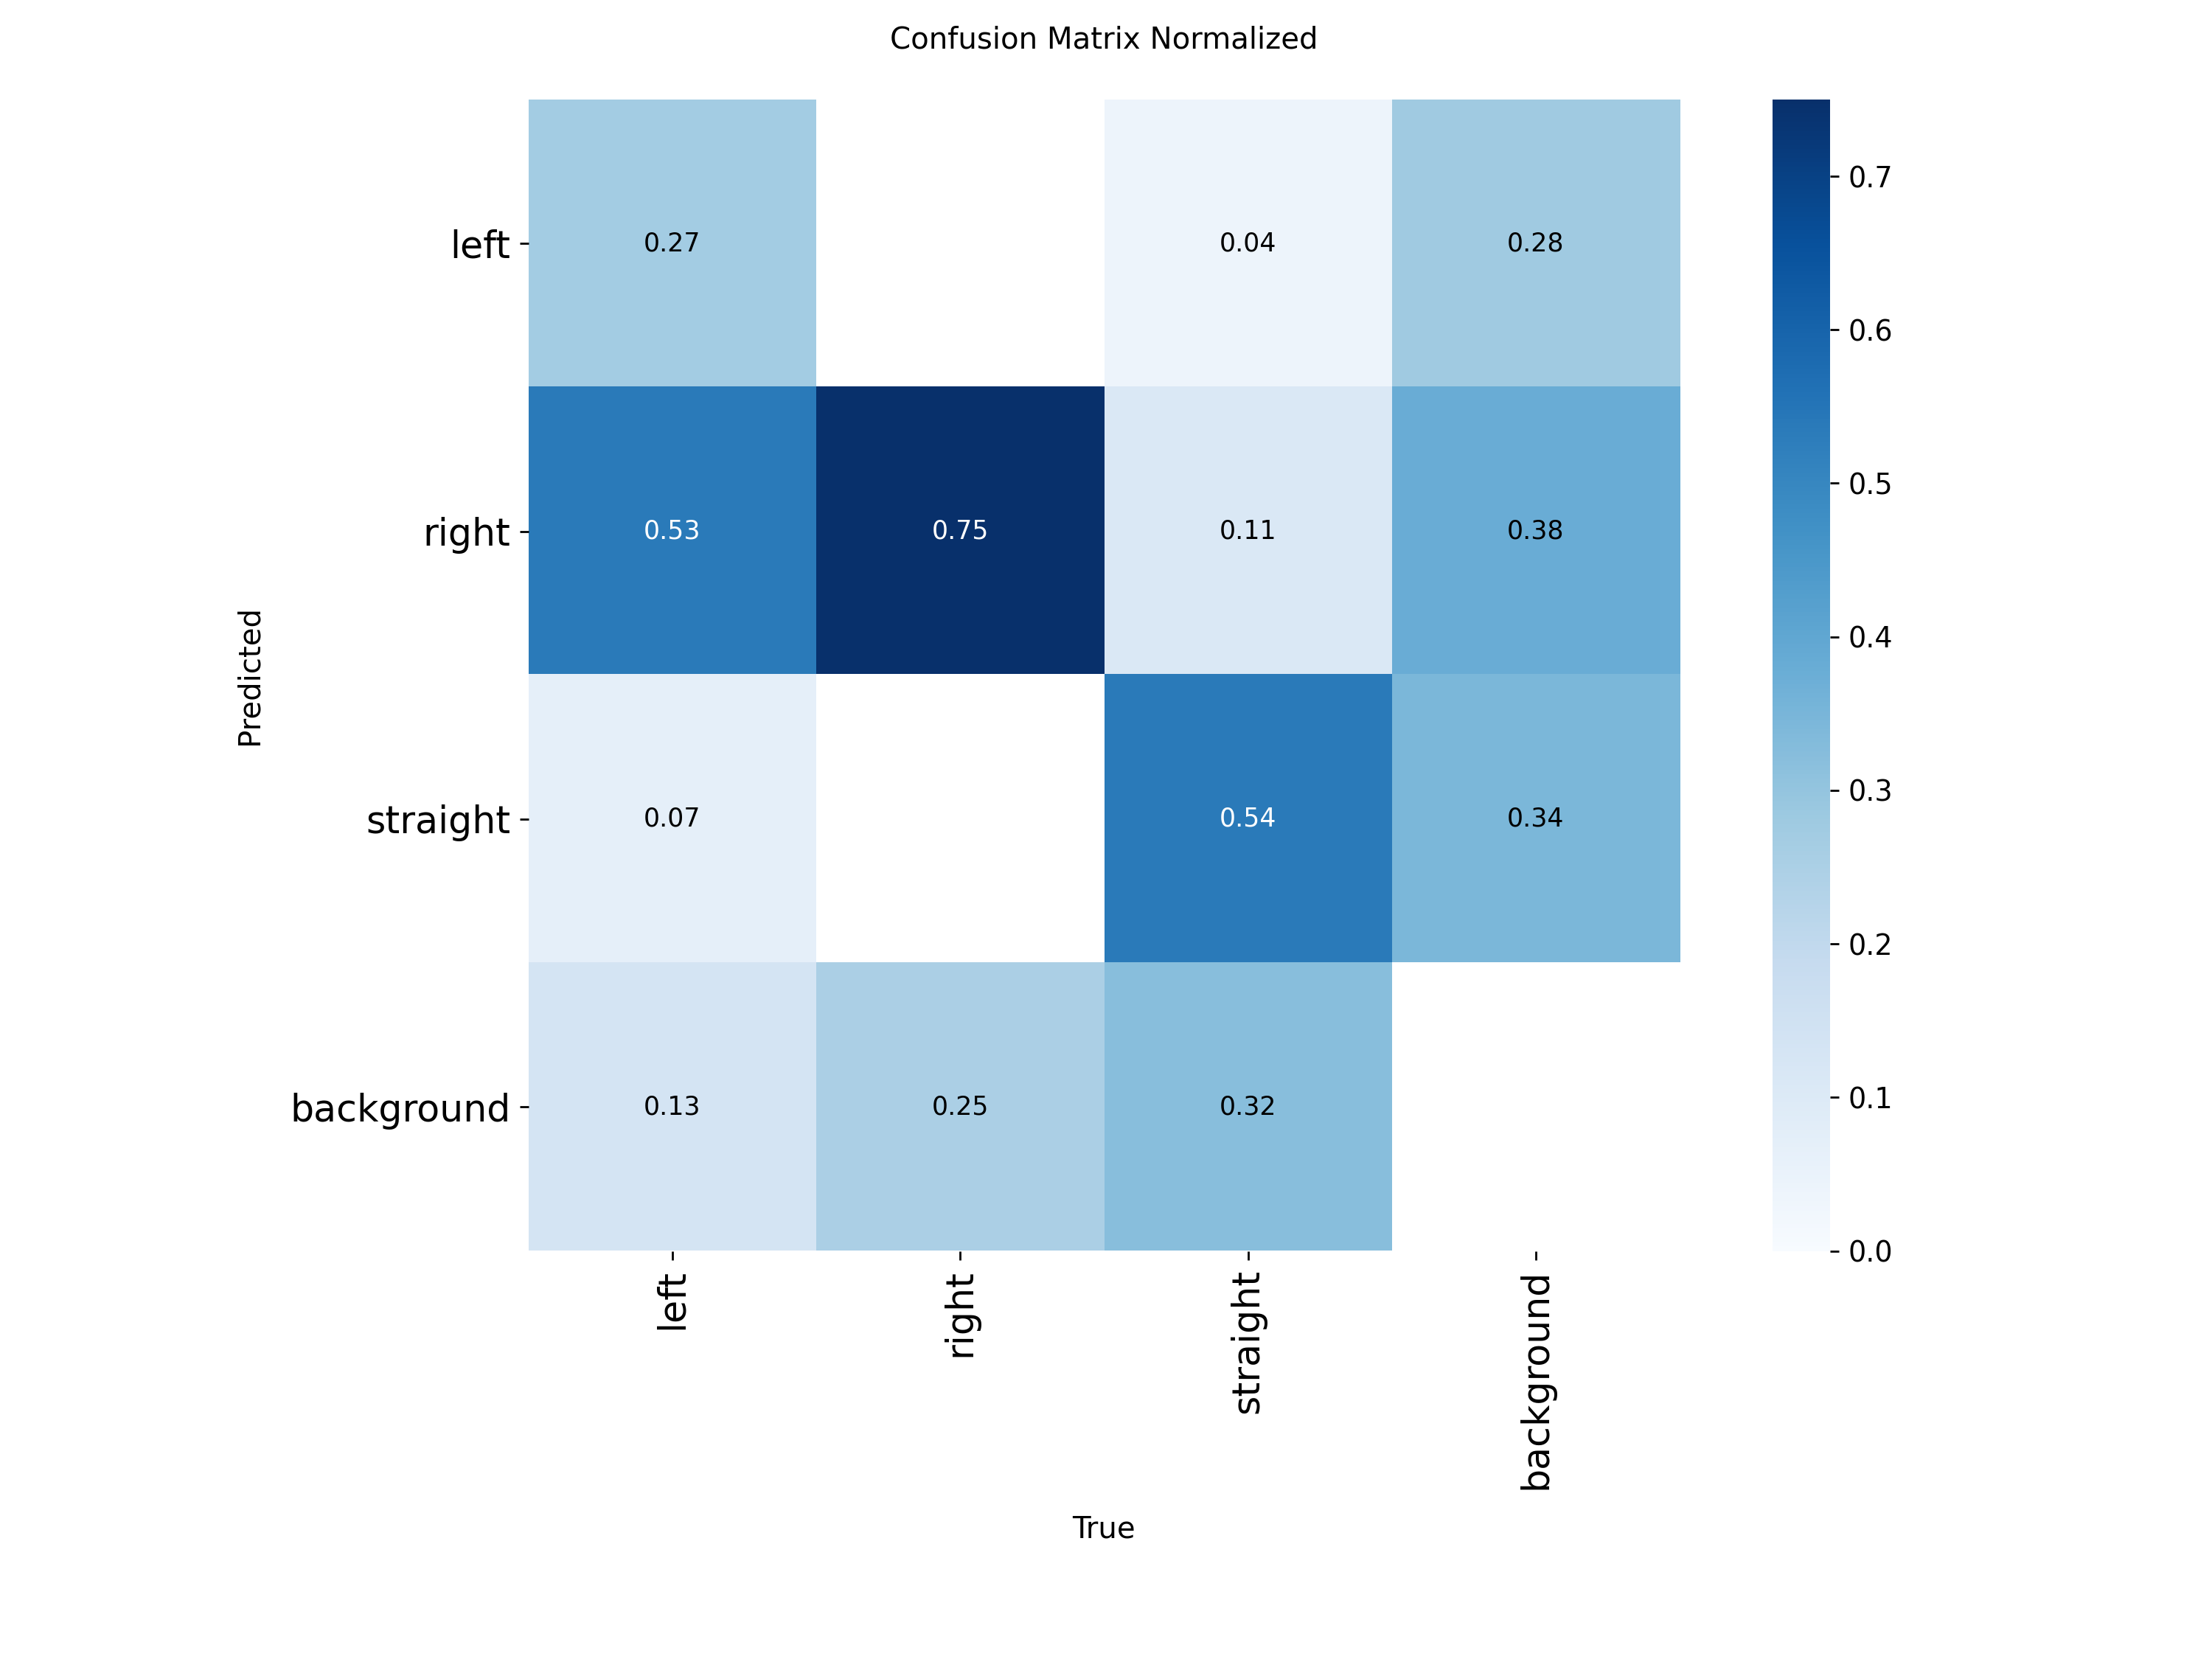 Confusion Matrix Normalized
left 0.27 0.04 0.28
right 0.53 0.75 0.11 0.38
straight 0.07 0.54 0.34
background 0.13 0.25 0.32
left right straight background
Predicted
True
0.7
0.6
0.5
0.4
0.3
0.2
0.1
0.0